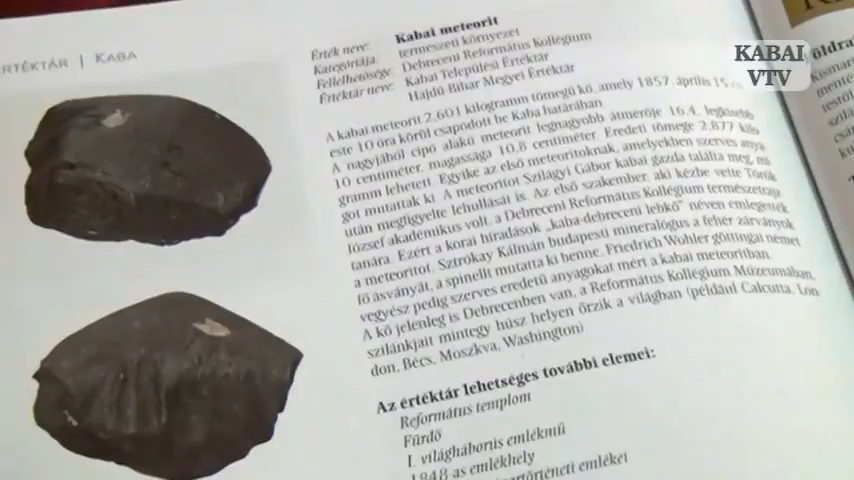 ÉRTÉKTÁR | KABA
Érték neve: Kabai meteorit
Kategóriája: természeti környezet
Fellelhetősége: Debreceni Református Kollégium
Értéktár neve: Kabai Települési Értéktár
Hajdú-Bihar Megyei Értéktár
A kabai meteorit 2,601 kilogramm tömegű kő, amely 1857. április 15-én
este 10 óra körül csapódott be Kaba határában.
A nagyjából cipó alakú meteorit legnagyobb átmérője 16,4, legkisebb
10 centiméter, magassága 10,8 centiméter. Eredeti tömege 2,877 kilo
gramm lehetett. Egyike az első meteoritoknak, amelyekben szerves anya
got mutattak ki. A meteoritot Szilágyi Gábor kabai gazda találta meg, mi
után megfigyelte lehullását is. Az első szakember, aki kézbe vette Török
József akadémikus volt, a Debreceni Református Kollégium természetrajz
tanára. Ezért a korai híradások „kaba-debreceni lebkő" néven emlegették
a meteoritot. Sztrókay Kálmán budapesti mineralógus a fehér zárványok
fő ásványát, a spinellt mutatta ki benne, Friedrich Wohler göttingai német
vegyész pedig szerves eredetű anyagokat mért a kabai meteoritban.
A kő jelenleg is Debrecenben van, a Református Kollégium Múzeumában,
szilánkjait mintegy húsz helyen őrzik a világban (például Calcutta, Lon
don, Bécs, Moszkva, Washington)
Az értéktár lehetséges további elemei:
Református templom
Fürdő
I. világháborús emlékmű
1848-as emlékhely
emlékei
KABAI
VTV